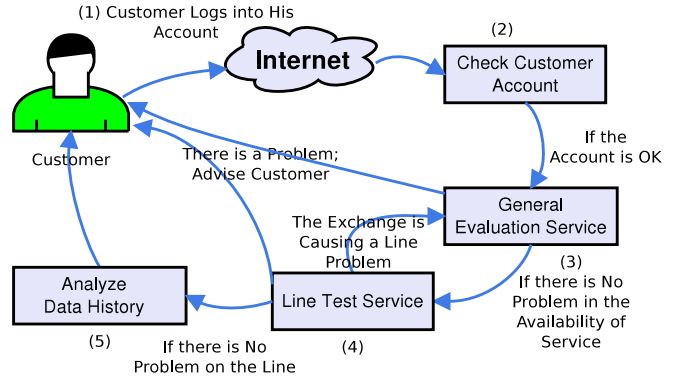 (1) Customer Logs into His
Account
Internet
(2)
Check Customer
Account
If the
Account is OK
Customer
There is a Problem;
Advise Customer
General
Evaluation Service
The Exchange is
Causing a Line
Problem
(3)
If there is No
Problem in the
Availability of
Service
Analyze
Data History
Line Test Service
(5)
If there is No
Problem on the Line
(4)